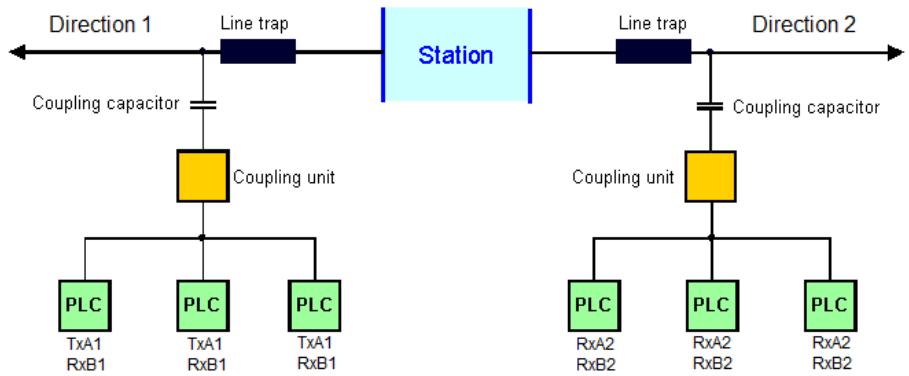 Direction 1
Line trap
Station
Line trap
Direction 2
Coupling capacitor
Coupling capacitor
Coupling unit
Coupling unit
PLC
PLC
PLC
PLC
PLC
PLC
TxA1
RxB1
TxA1
RxB1
TxA1
RxB1
RxA2
RxB2
RxA2
RxB2
RxA2
RxB2